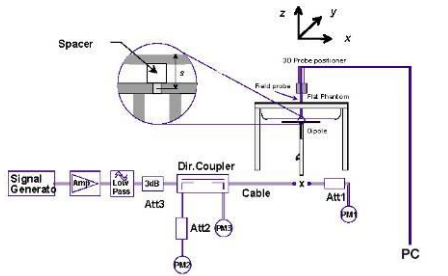 z
y
x
Spacer
s
3D Probe positioner
Field probe
Flat Phantom
Dipole
Signal
Generato
Amp
Low
Pass
3dB
Att3
Dir.Coupler
Cable
x
Att1
PM1
Att2
PM3
PM2
PC